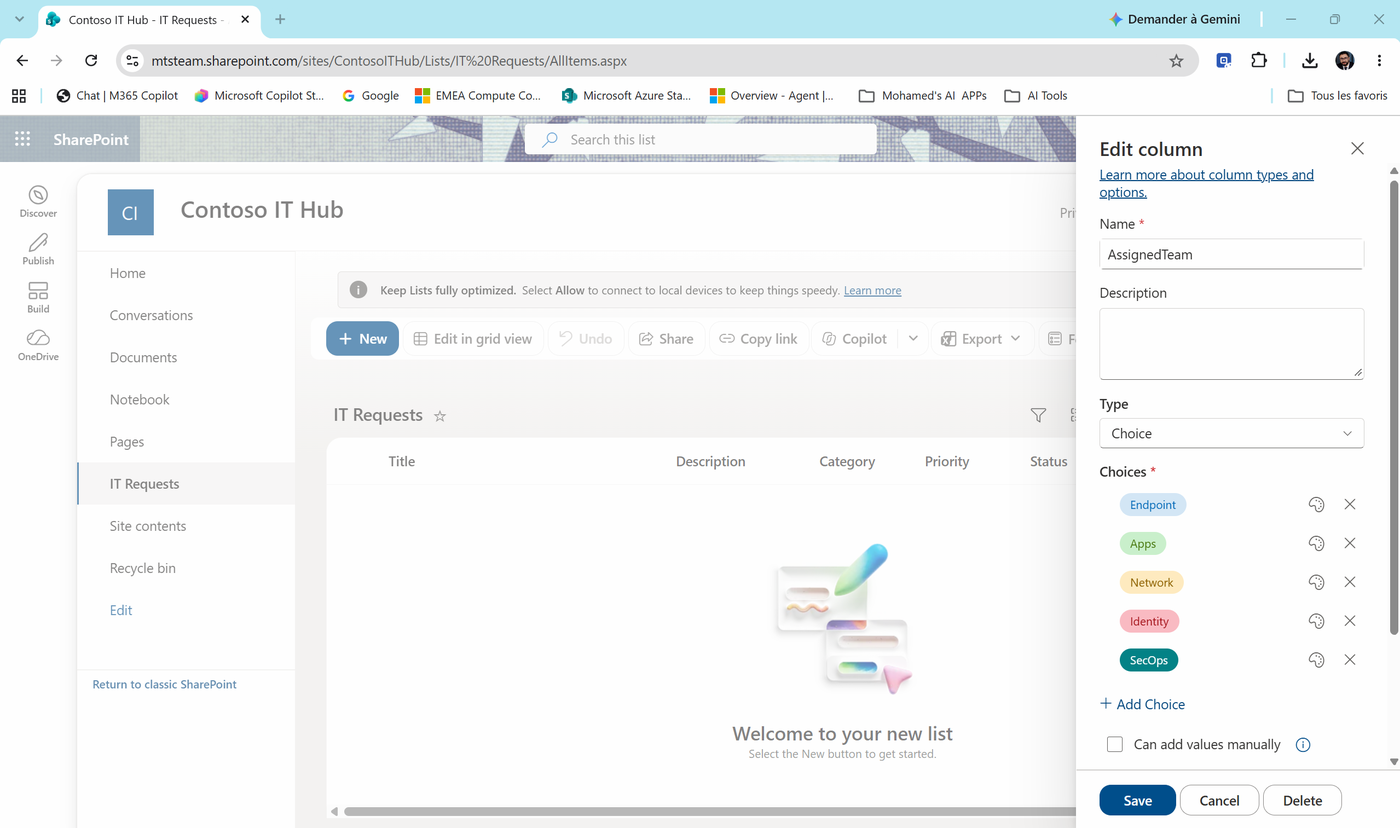 Contoso IT Hub - IT Requests -
Demander à Gemini
mtsteam.sharepoint.com/sites/ContosoITHub/Lists/IT%20Requests/AllItems.aspx
Chat | M365 Copilot
Microsoft Copilot St...
Google
EMEA Compute Co...
Microsoft Azure Sta...
Overview - Agent |...
Mohamed's AI APPs
AI Tools
Tous les favoris
SharePoint
Search this list
Discover
Publish
Build
OneDrive
CI
Contoso IT Hub
Pri
Home
Conversations
Documents
Notebook
Pages
IT Requests
Site contents
Recycle bin
Edit
Return to classic SharePoint
Keep Lists fully optimized. Select Allow to connect to local devices to keep things speedy. Learn more
+ New
Edit in grid view
Undo
Share
Copy link
Copilot
Export
F
IT Requests
Title
Description
Category
Priority
Status
Welcome to your new list
Select the New button to get started.
Edit column
Learn more about column types and
options.
Name *
AssignedTeam
Description
Type
Choice
Choices *
Endpoint
Apps
Network
Identity
SecOps
+ Add Choice
Can add values manually
Save
Cancel
Delete